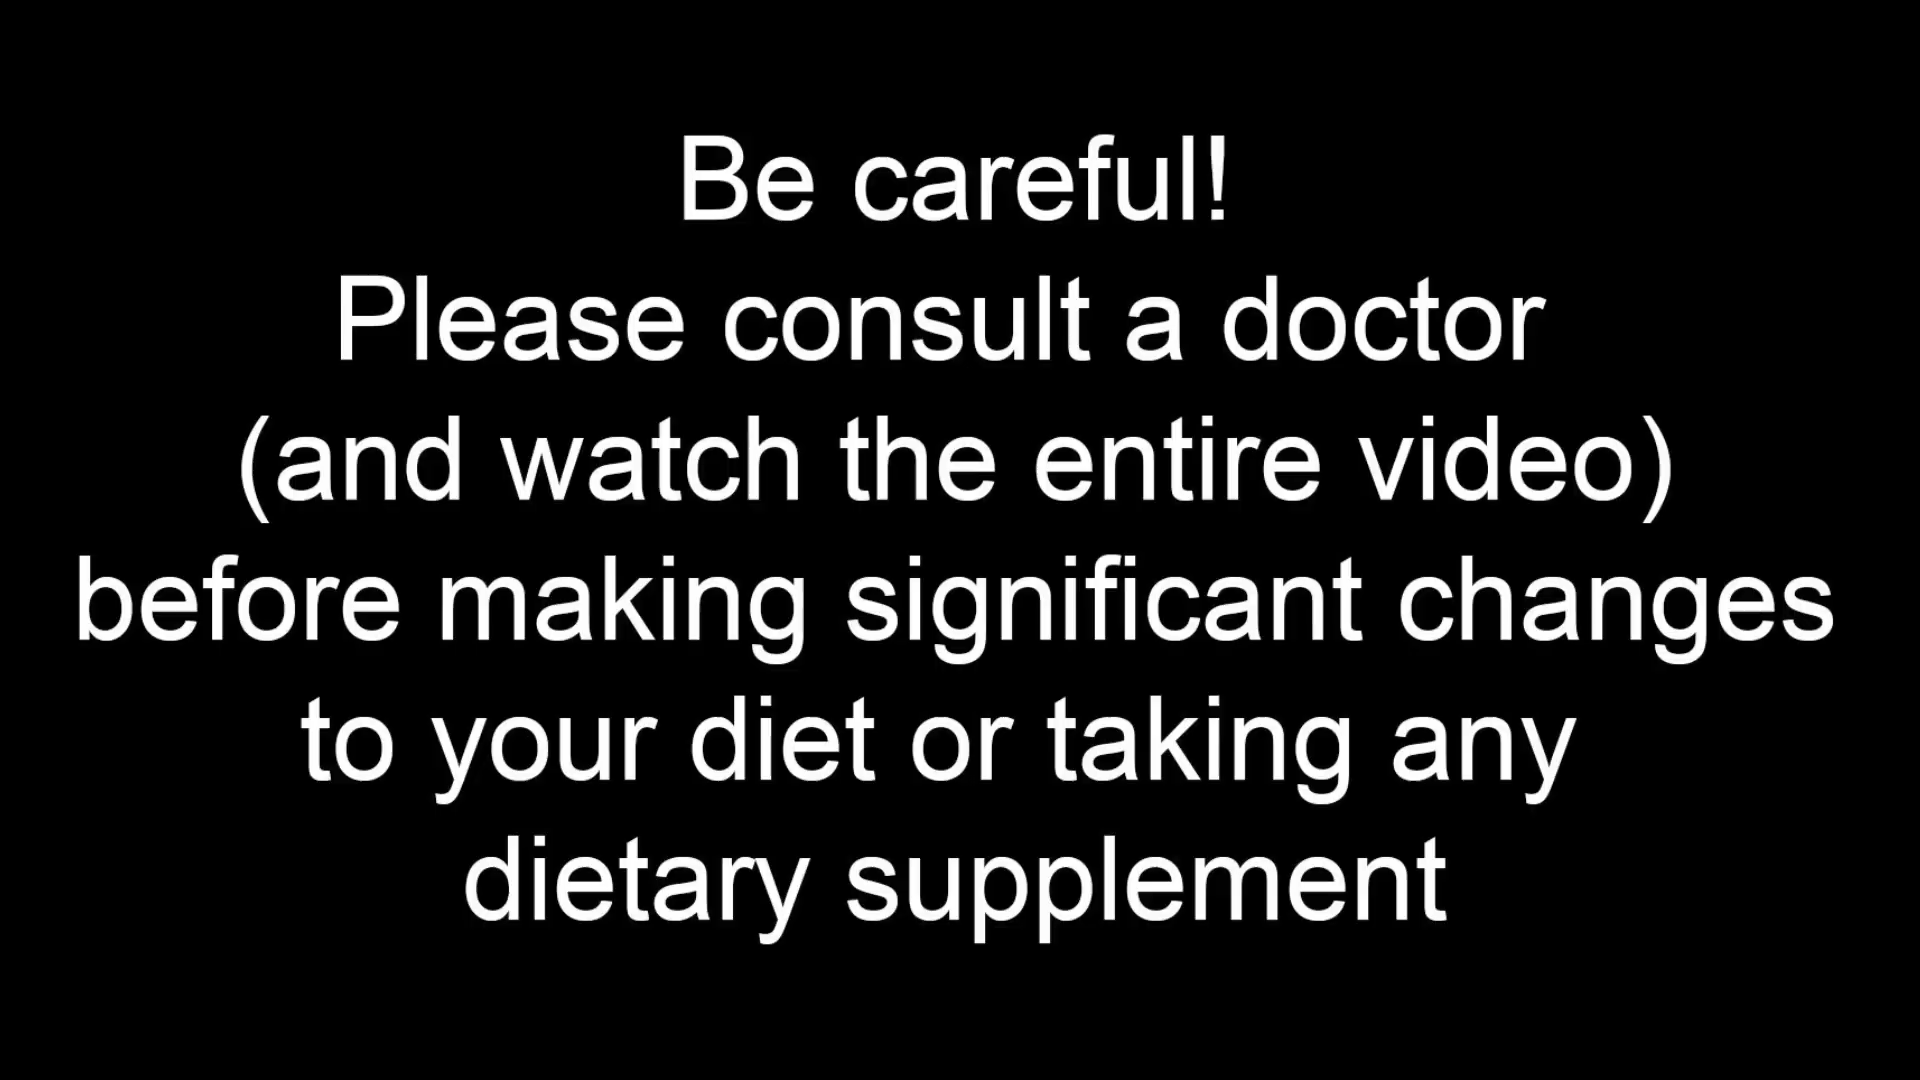 Be careful!
Please consult a doctor
(and watch the entire video)
before making significant changes
to your diet or taking any
dietary supplement